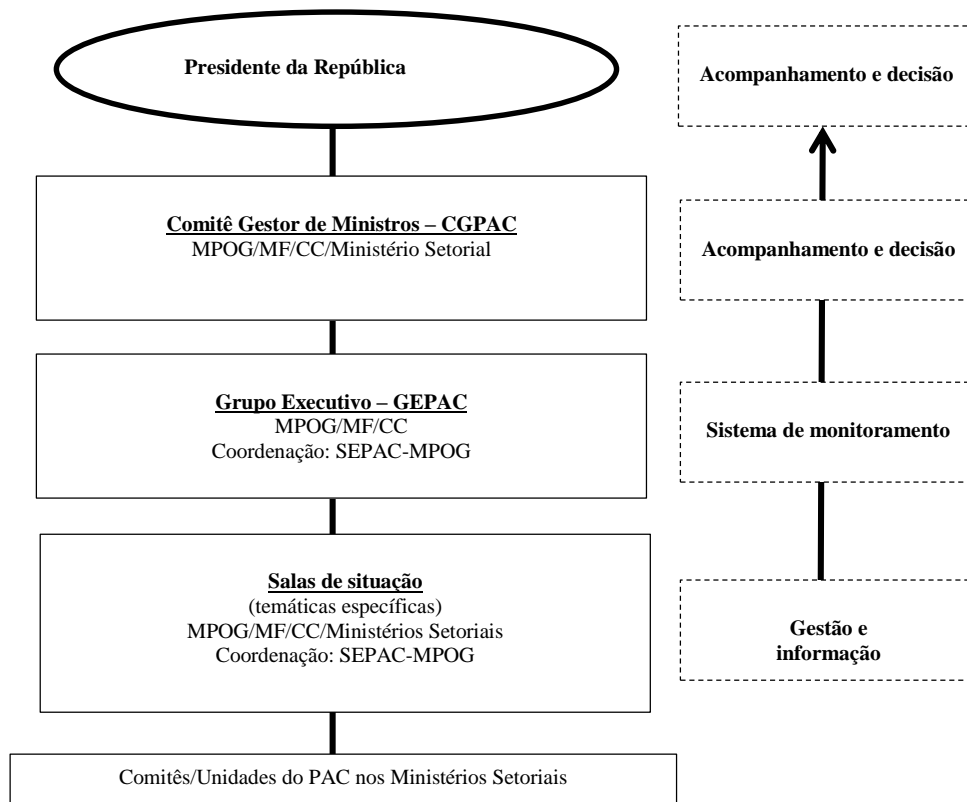 Presidente da República
Acompanhamento e decisão
Comitê Gestor de Ministros – CGPAC
MPOG/MF/CC/Ministério Setorial
Acompanhamento e decisão
Grupo Executivo – GEPAC
MPOG/MF/CC
Coordenação: SEPAC-MPOG
Sistema de monitoramento
Salas de situação
(temáticas específicas)
MPOG/MF/CC/Ministérios Setoriais
Coordenação: SEPAC-MPOG
Gestão e
informação
Comitês/Unidades do PAC nos Ministérios Setoriais